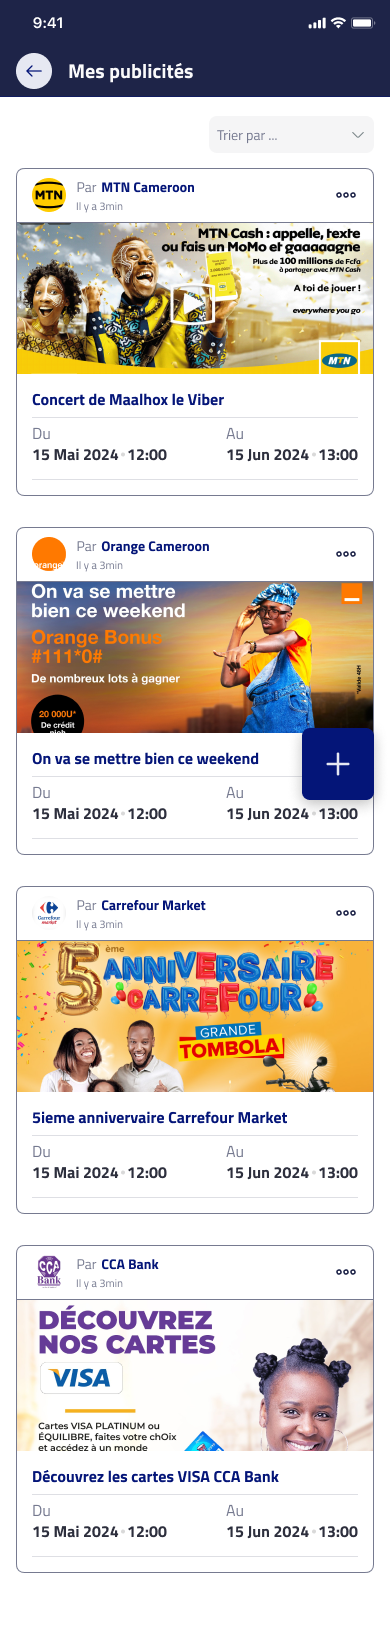 9:41
Mes publicités
Trier par ...
MTN
Par MTN Cameroon
Il y a 3min
MTN Cash : appelle, texte
ou fais un MoMo et gaaaagne
Plus de 100 millions de Fcfa
à partager avec MTN Cash
A toi de jouer !
everywhere you go
MTN
Concert de Maalhox le Viber
Du
Au
15 Mai 2024 • 12:00
15 Jun 2024 • 13:00
orange
Par Orange Cameroon
Il y a 3min
On va se mettre
bien ce weekend
Orange Bonus
#111*0#
De nombreux lots à gagner
*Valide 48H
20 000U*
De crédit
On va se mettre bien ce weekend
Du
Au
15 Mai 2024 • 12:00
15 Jun 2024 • 13:00
Carrefour
market
Par Carrefour Market
Il y a 3min
5ème
ANNIVERSAIRE
CARREFOUR
GRANDE
TOMBOLA
5ieme annivervaire Carrefour Market
Du
Au
15 Mai 2024 • 12:00
15 Jun 2024 • 13:00
CCA
Bank
Par CCA Bank
Il y a 3min
DÉCOUVREZ
NOS CARTES
VISA
Cartes VISA PLATINUM ou
ÉQUILIBRE, faites votre chOix
et accédez à un monde
Découvrez les cartes VISA CCA Bank
Du
Au
15 Mai 2024 • 12:00
15 Jun 2024 • 13:00